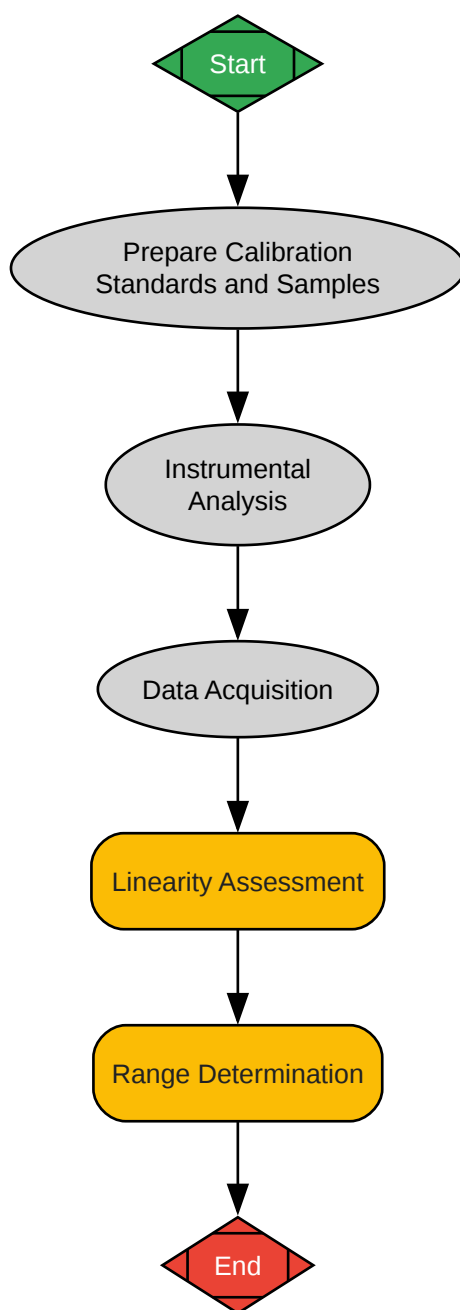 Start
Prepare Calibration
Standards and Samples
Instrumental
Analysis
Data Acquisition
Linearity Assessment
Range Determination
End